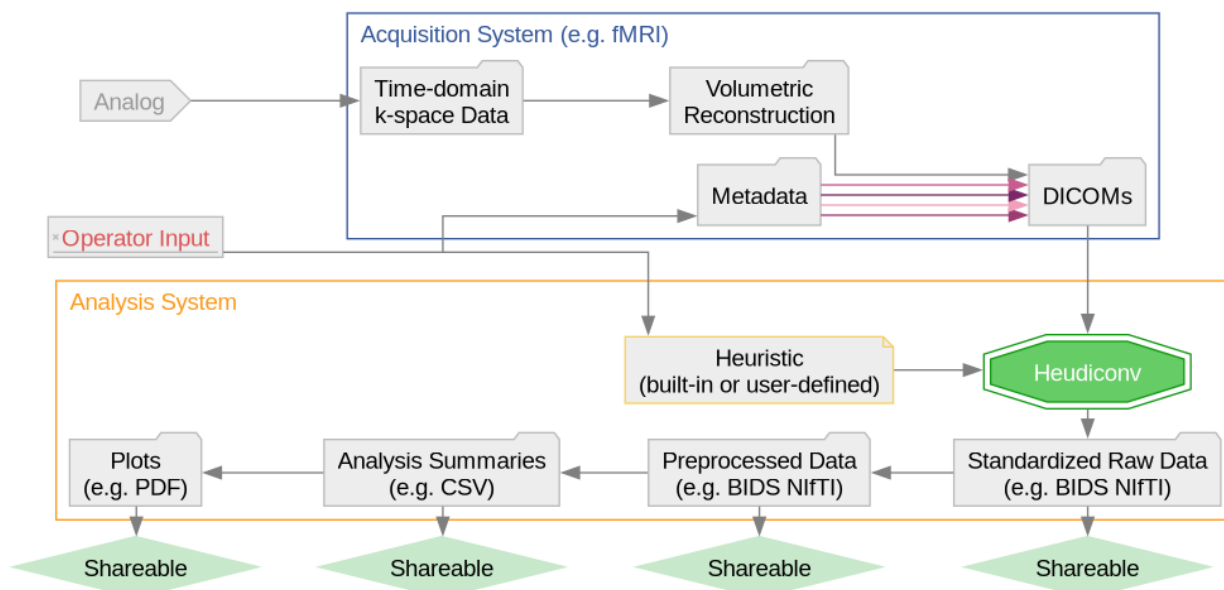 Acquisition System (e.g. fMRI)
Analog
Time-domain
k-space Data
Volumetric
Reconstruction
Metadata
DICOMs
Operator Input
Analysis System
Heuristic
(built-in or user-defined)
Heudiconv
Plots
(e.g. PDF)
Analysis Summaries
(e.g. CSV)
Preprocessed Data
(e.g. BIDS NIfTI)
Standardized Raw Data
(e.g. BIDS NIfTI)
Shareable
Shareable
Shareable
Shareable